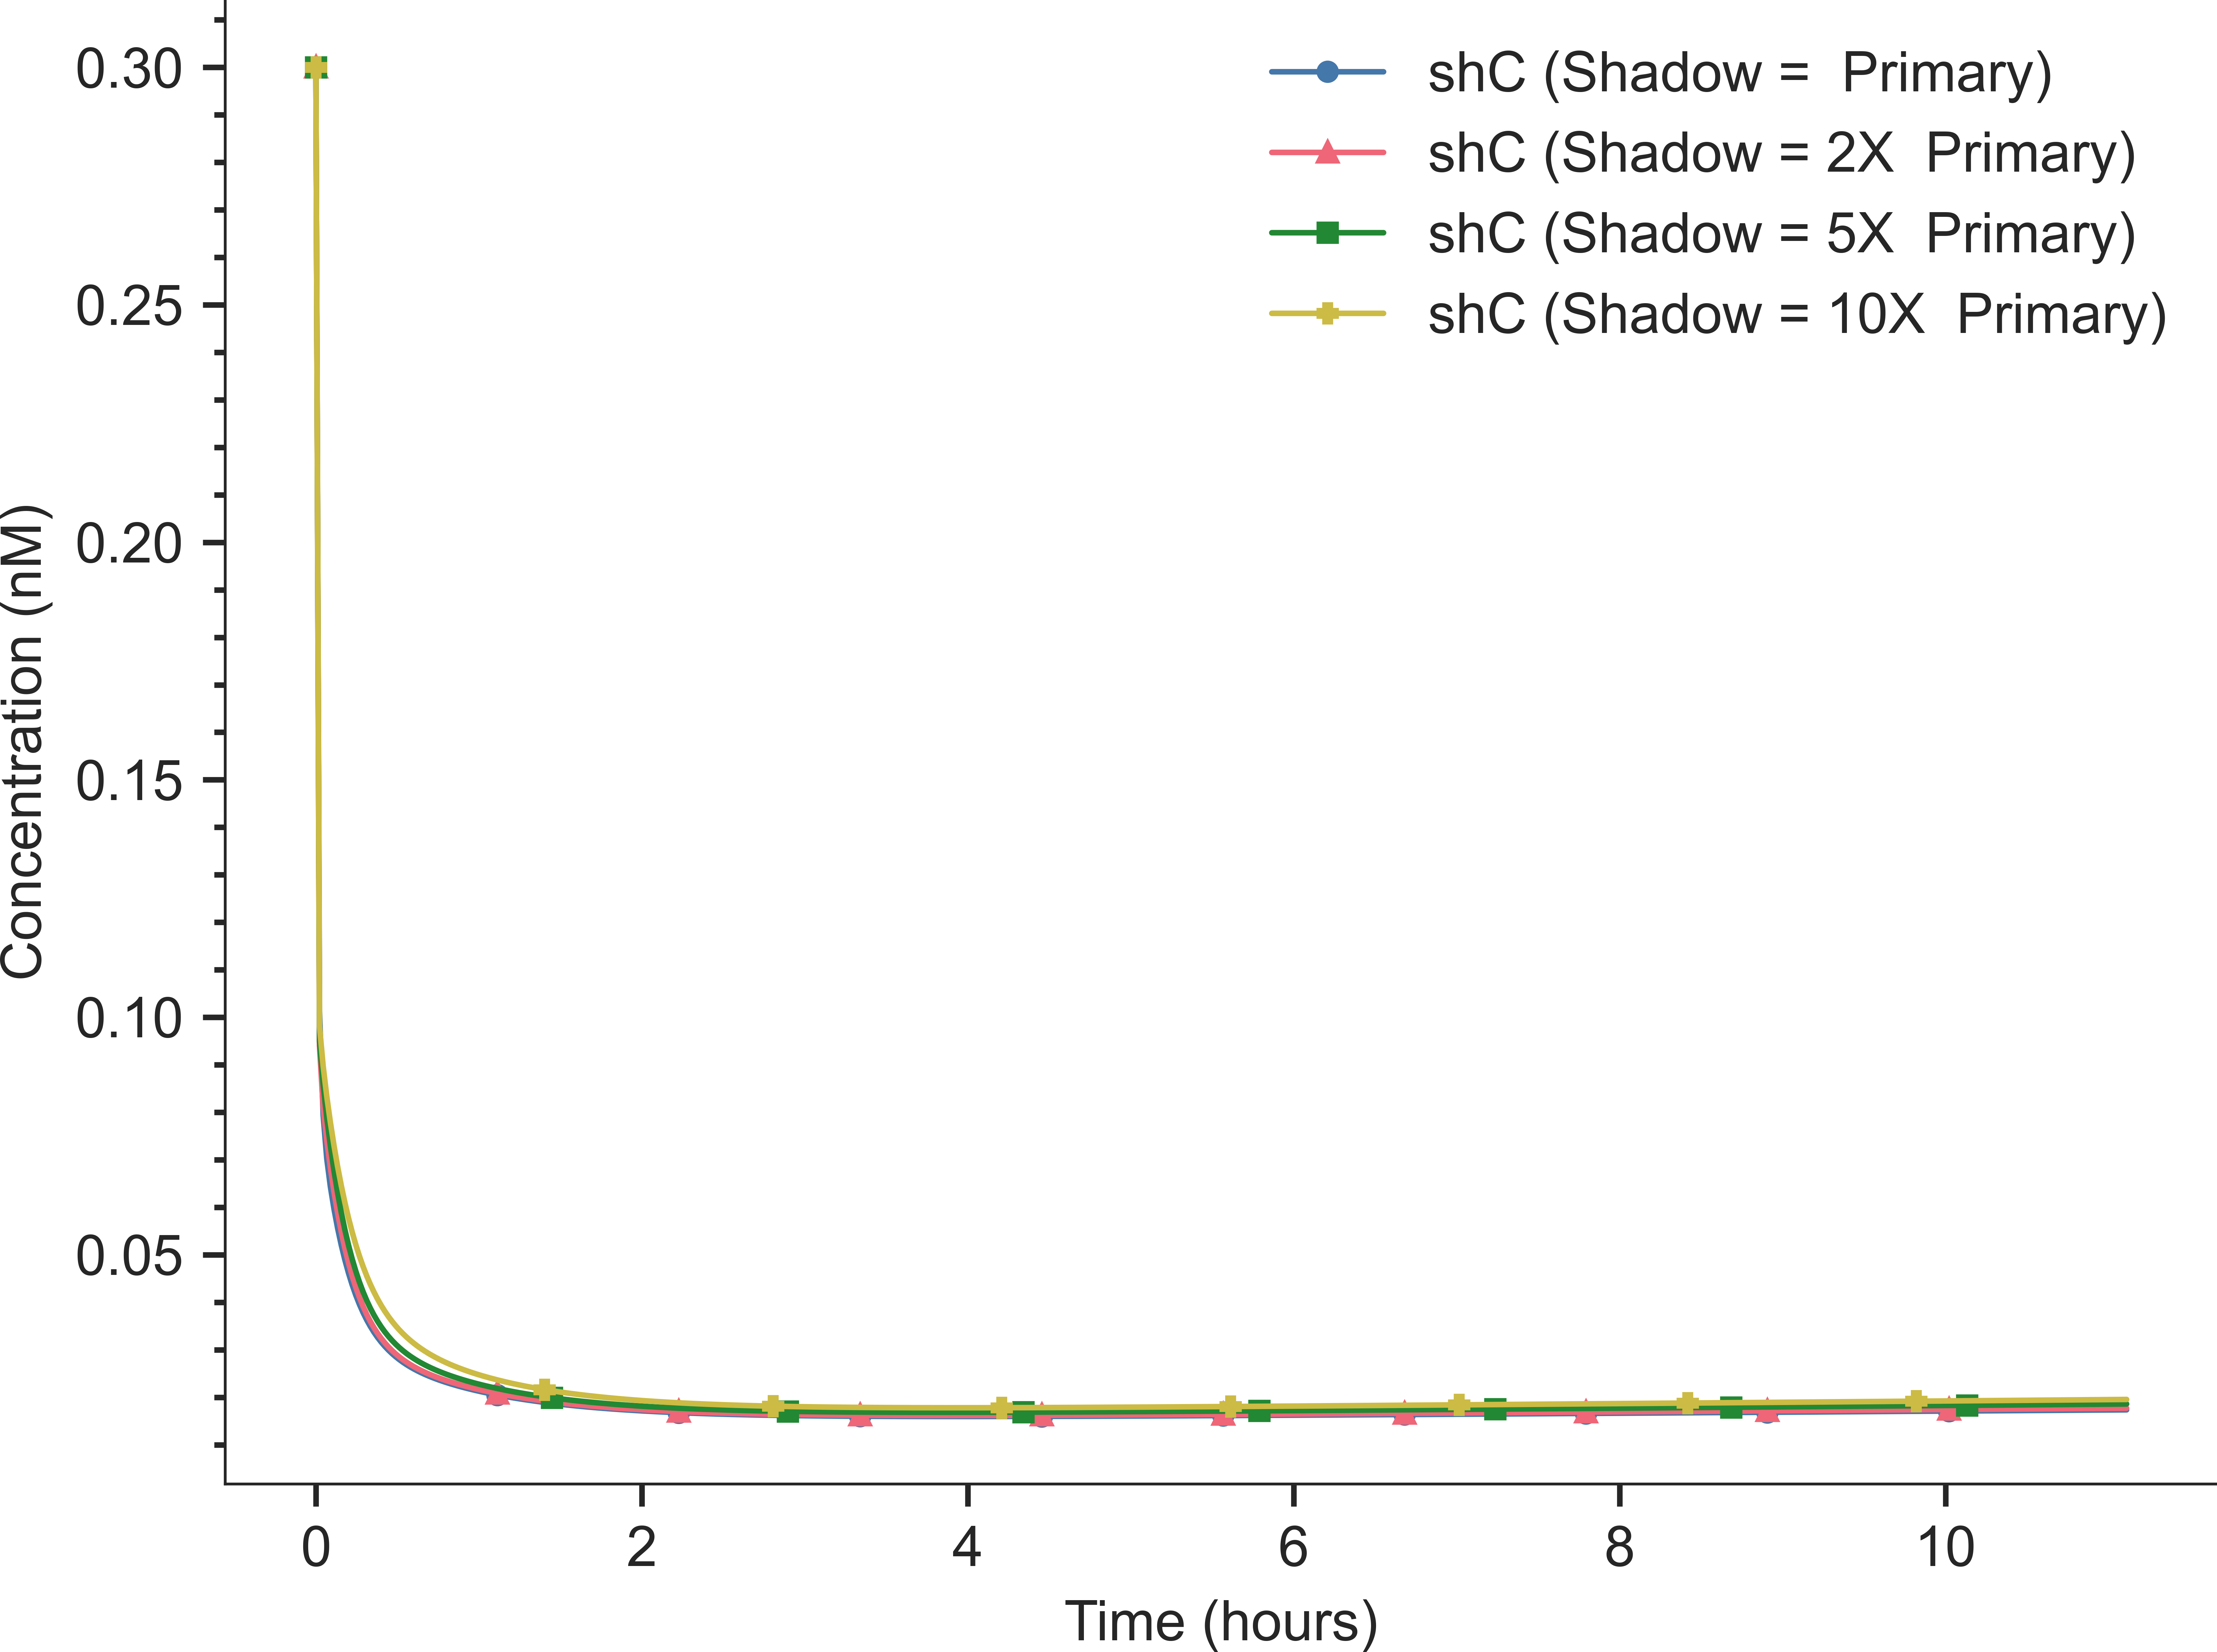 0.30
0.25
0.20
0.15
0.10
0.05
Concentration (nM)
shC (Shadow =  Primary)
shC (Shadow = 2X  Primary)
shC (Shadow = 5X  Primary)
shC (Shadow = 10X  Primary)
0 2 4 6 8 10
Time (hours)